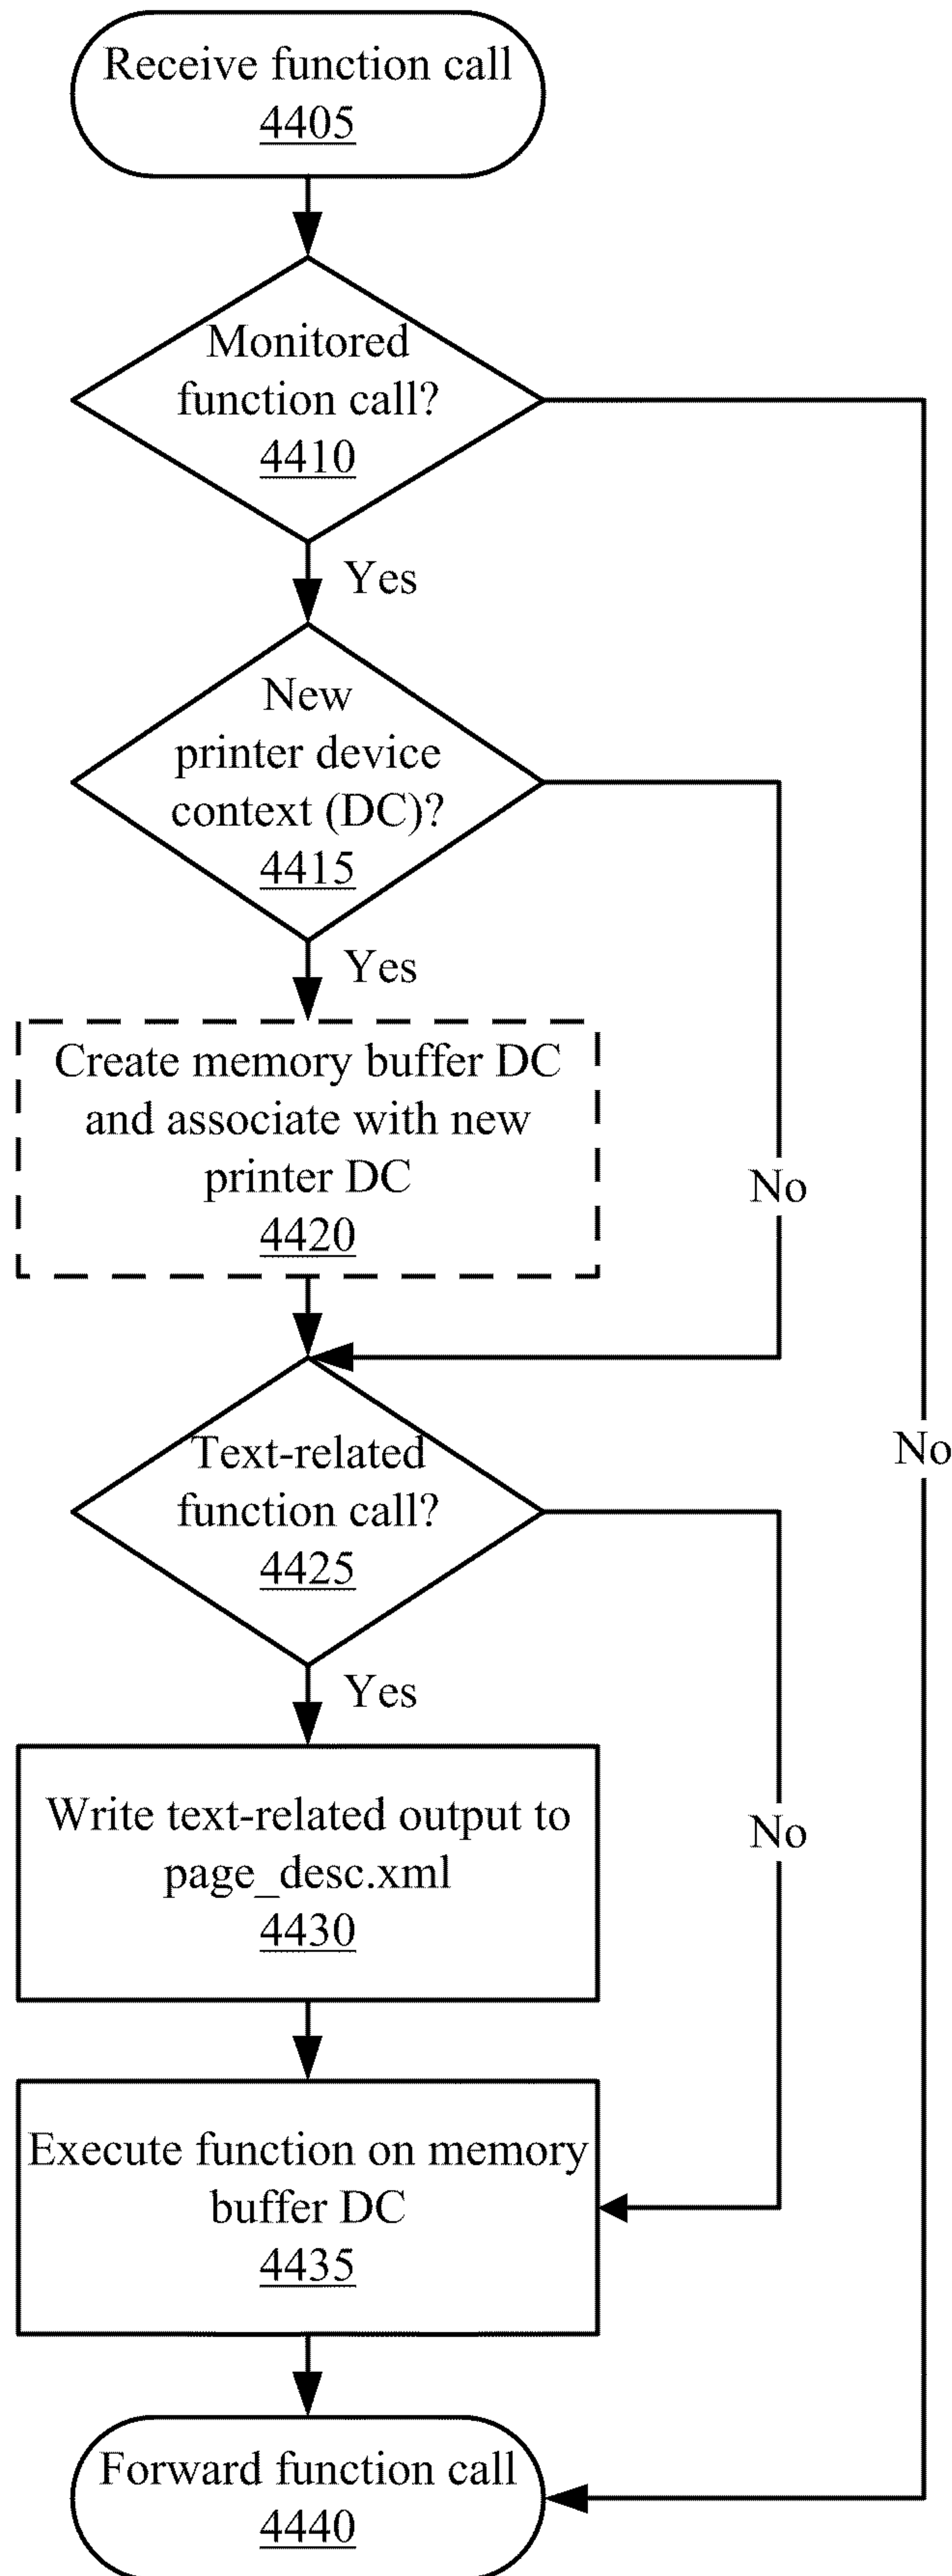 Receive function call
4405
Monitored
function call?
4410
Yes
New
printer device
context (DC)?
4415
Yes
Create memory buffer DC
and associate with new
printer DC
4420
No
Text-related
function call?
4425
No
Yes
Write text-related output to
page_desc.xml
4430
No
Execute function on memory
buffer DC
4435
Forward function call
4440